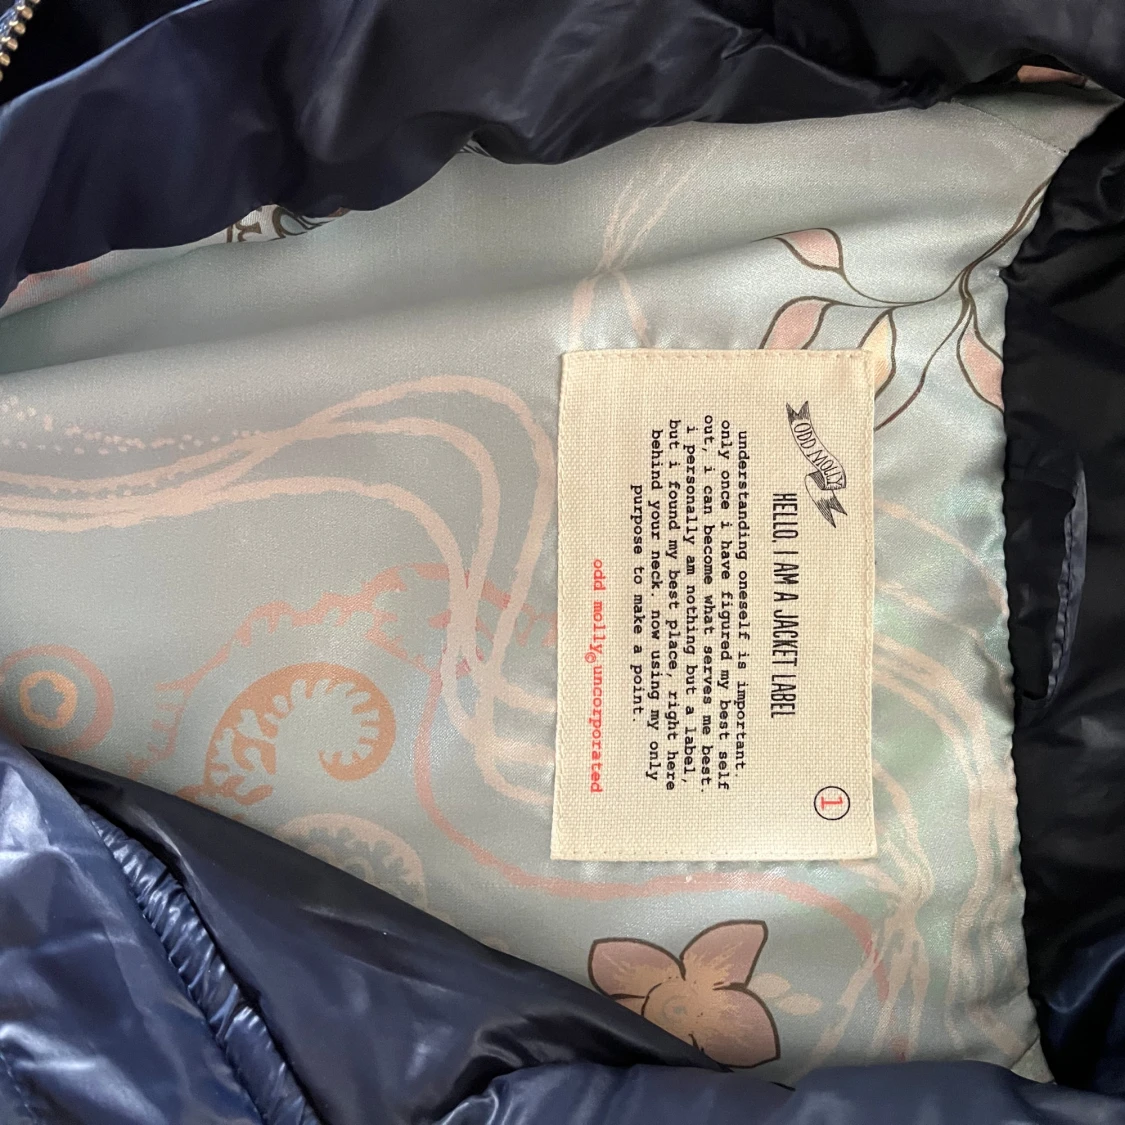 ODD MOLLY
HELLO, I AM A JACKET LABEL
1
understanding oneself is important.
only once i have figured my best self
out, i can become what serves me best.
i personally am nothing but a label,
but i found my best place, right here
behind your neck. now using my only
purpose to make a point.
odd molly©uncorporated